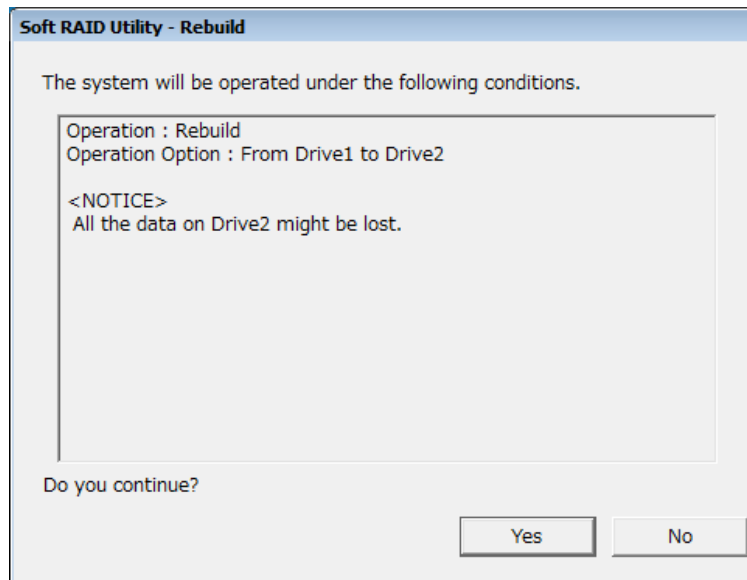 Soft RAID Utility - Rebuild
The system will be operated under the following conditions.
Operation : Rebuild
Operation Option : From Drive1 to Drive2
<NOTICE>
All the data on Drive2 might be lost.
Do you continue?
Yes
No